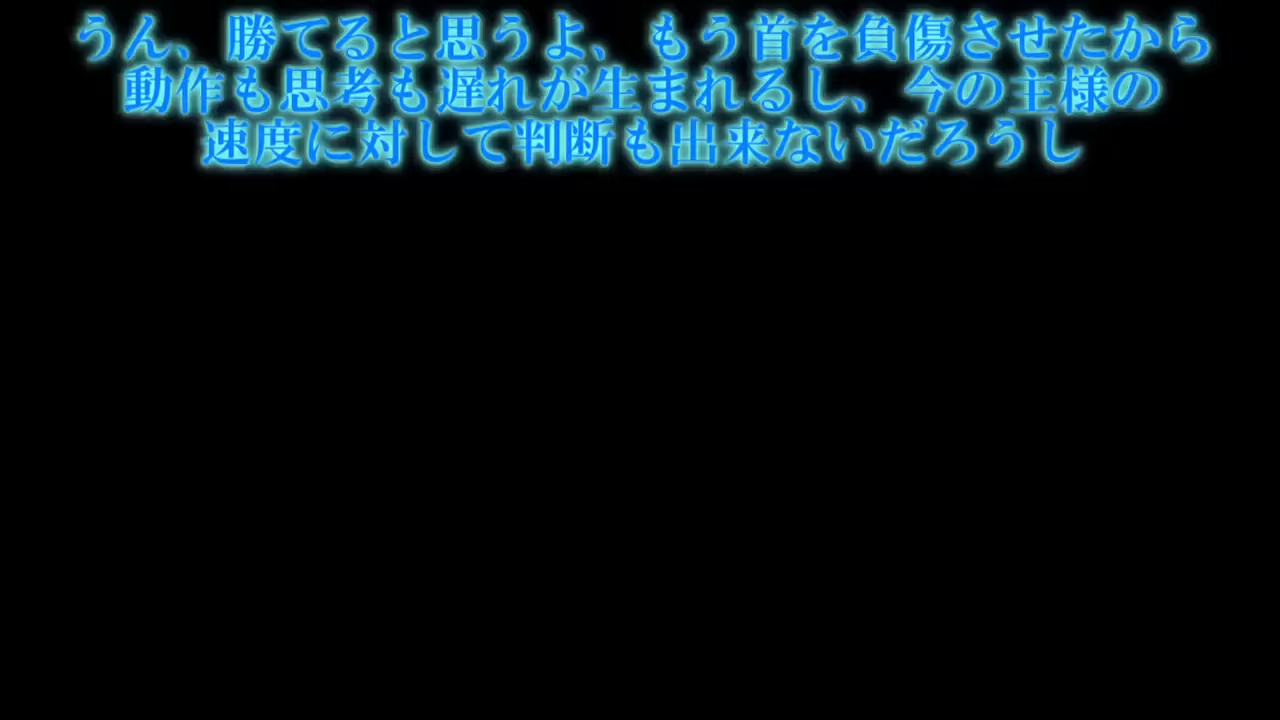 うん、勝てると思うよ、もう首を負傷させたから
動作も思考も遅れが生まれるし、今の主様の
速度に対して判断も出来ないだろうし